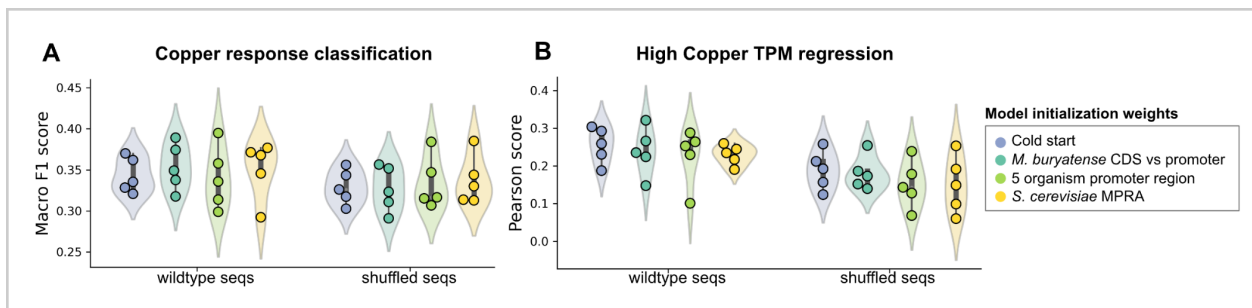 A
Copper response classification
Macro F1 score
0.45
0.40
0.35
0.30
0.25
wildtype seqs
shuffled seqs
B
High Copper TPM regression
Pearson score
0.4
0.3
0.2
0.1
0.0
wildtype seqs
shuffled seqs
Model initialization weights
Cold start
M. buryatense CDS vs promoter
5 organism promoter region
S. cerevisiae MPRA